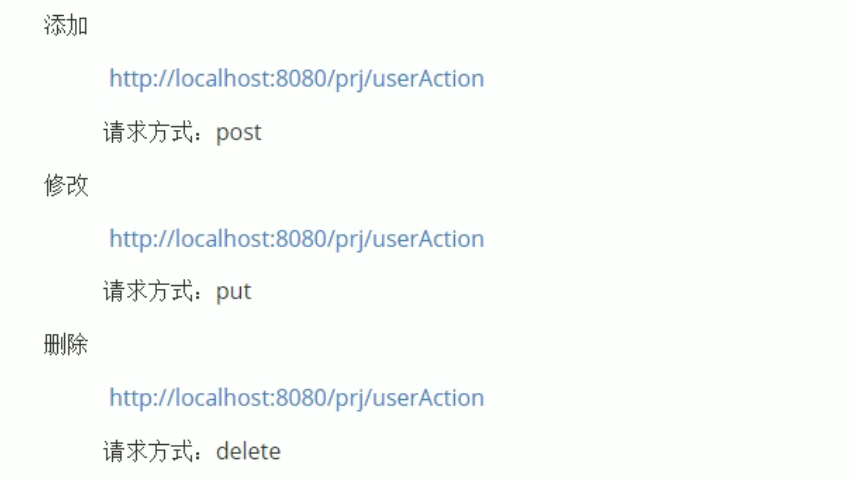 添加
http://localhost:8080/prj/userAction
请求方式：post
修改
http://localhost:8080/prj/userAction
请求方式：put
删除
http://localhost:8080/prj/userAction
请求方式：delete